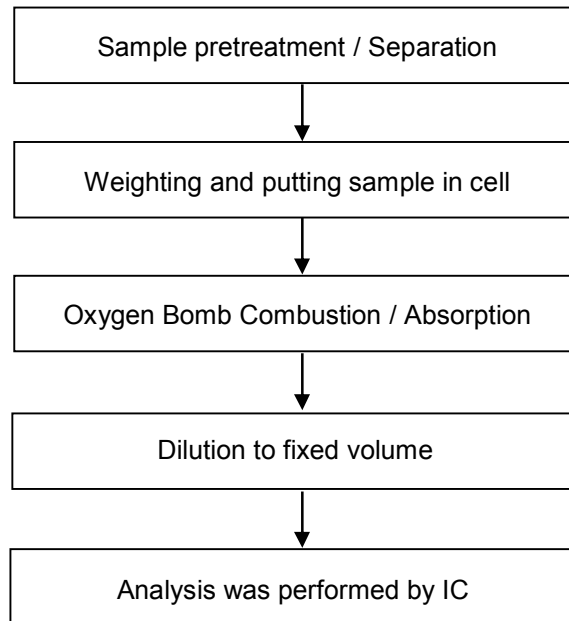 Sample pretreatment / Separation
Weighting and putting sample in cell
Oxygen Bomb Combustion / Absorption
Dilution to fixed volume
Analysis was performed by IC